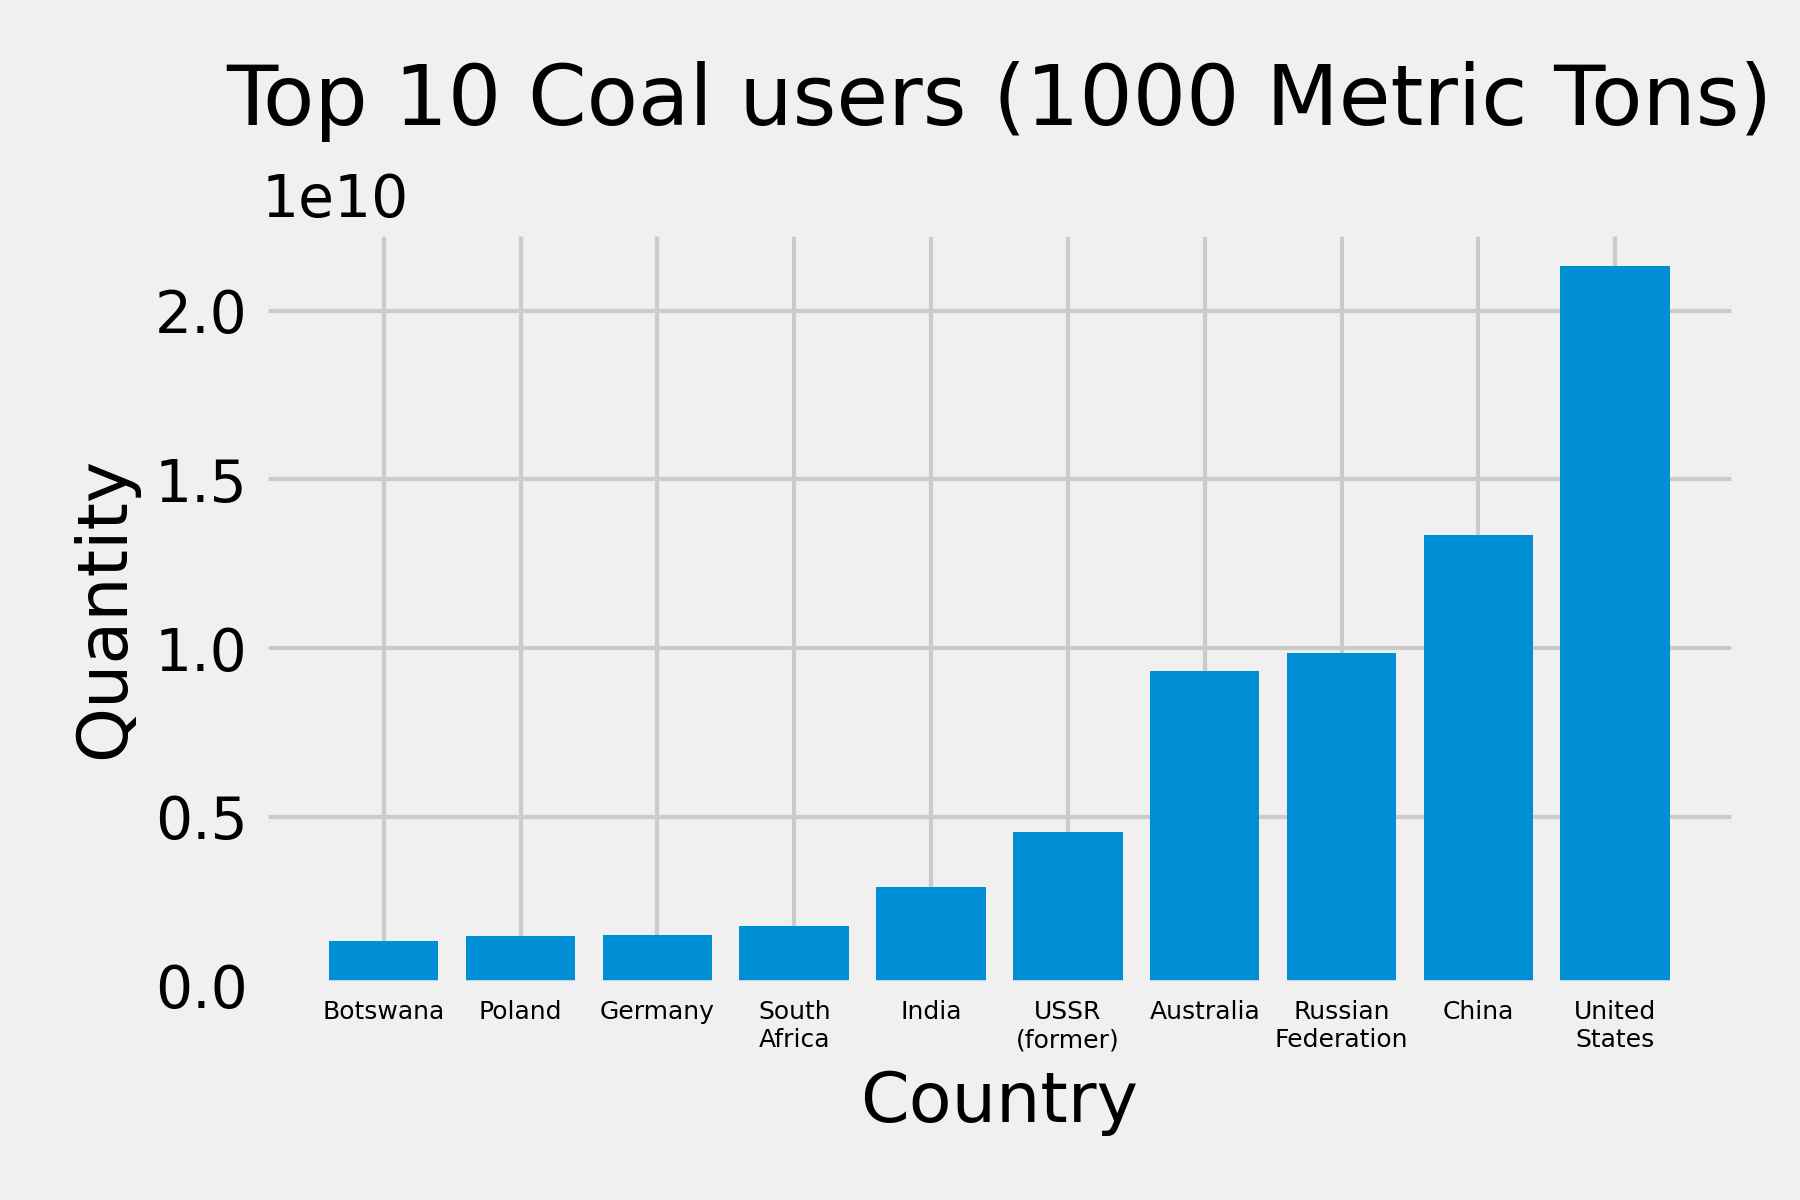 Top 10 Coal users (1000 Metric Tons)
1e10
2.0
1.5
1.0
0.5
0.0
Quantity
Botswana Poland Germany South Africa India USSR (former) Australia Russian Federation China United States
Country